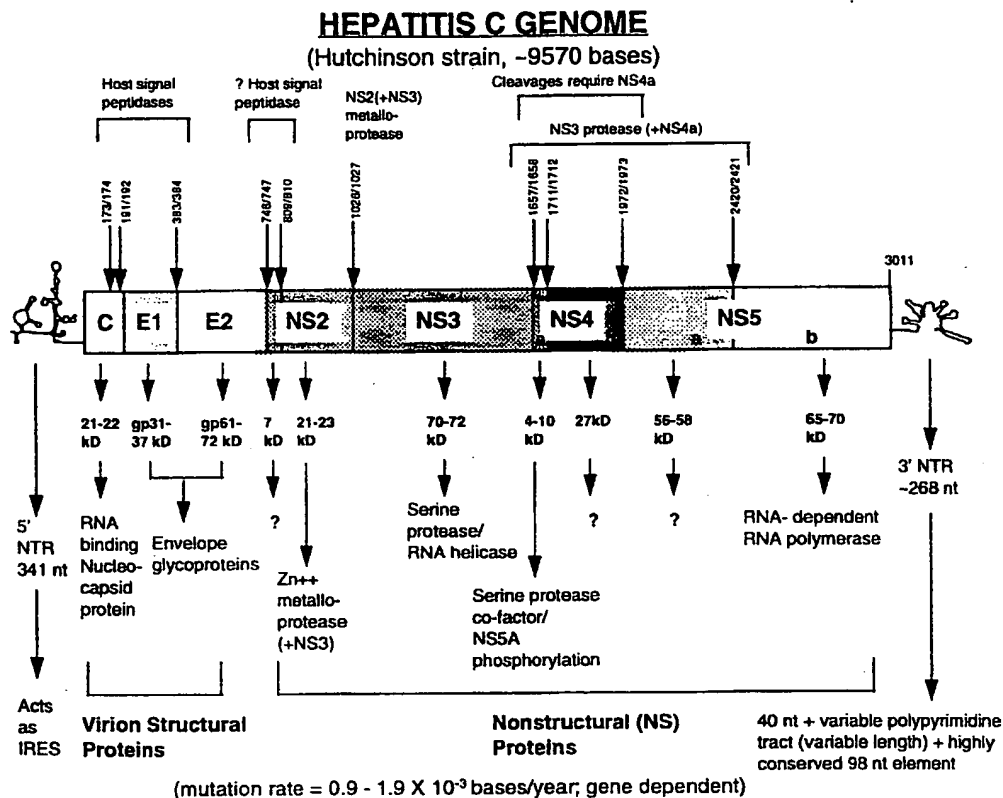 HEPATITIS C GENOME
(Hutchinson strain, ~9570 bases)
Host signal
peptidases
? Host signal
peptidase
NS2(+NS3)
metallo-
protease
Cleavages require NS4a
NS3 protease (+NS4a)
173/174
191/192
383/384
746/747
809/810
1026/1027
1657/1658
1711/1712
1972/1973
2420/2421
3011
C
E1
E2
NS2
NS3
NS4
a
NS5
a
b
21-22
kD
gp31-
37 kD
gp61-
72 kD
7
kD
21-23
kD
70-72
kD
4-10
kD
27kD
56-58
kD
65-70
kD
5'
NTR
341 nt
RNA
binding
Nucleo-
capsid
protein
Envelope
glycoproteins
?
Zn++
metallo-
protease
(+NS3)
Serine
protease/
RNA helicase
Serine protease
co-factor/
NS5A
phosphorylation
?
?
RNA- dependent
RNA polymerase
3' NTR
~268 nt
Acts
as
IRES
Virion Structural
Proteins
Nonstructural (NS)
Proteins
40 nt + variable polypyrimidine
tract (variable length) + highly
conserved 98 nt element
(mutation rate = 0.9 - 1.9 X 10⁻³ bases/year; gene dependent)